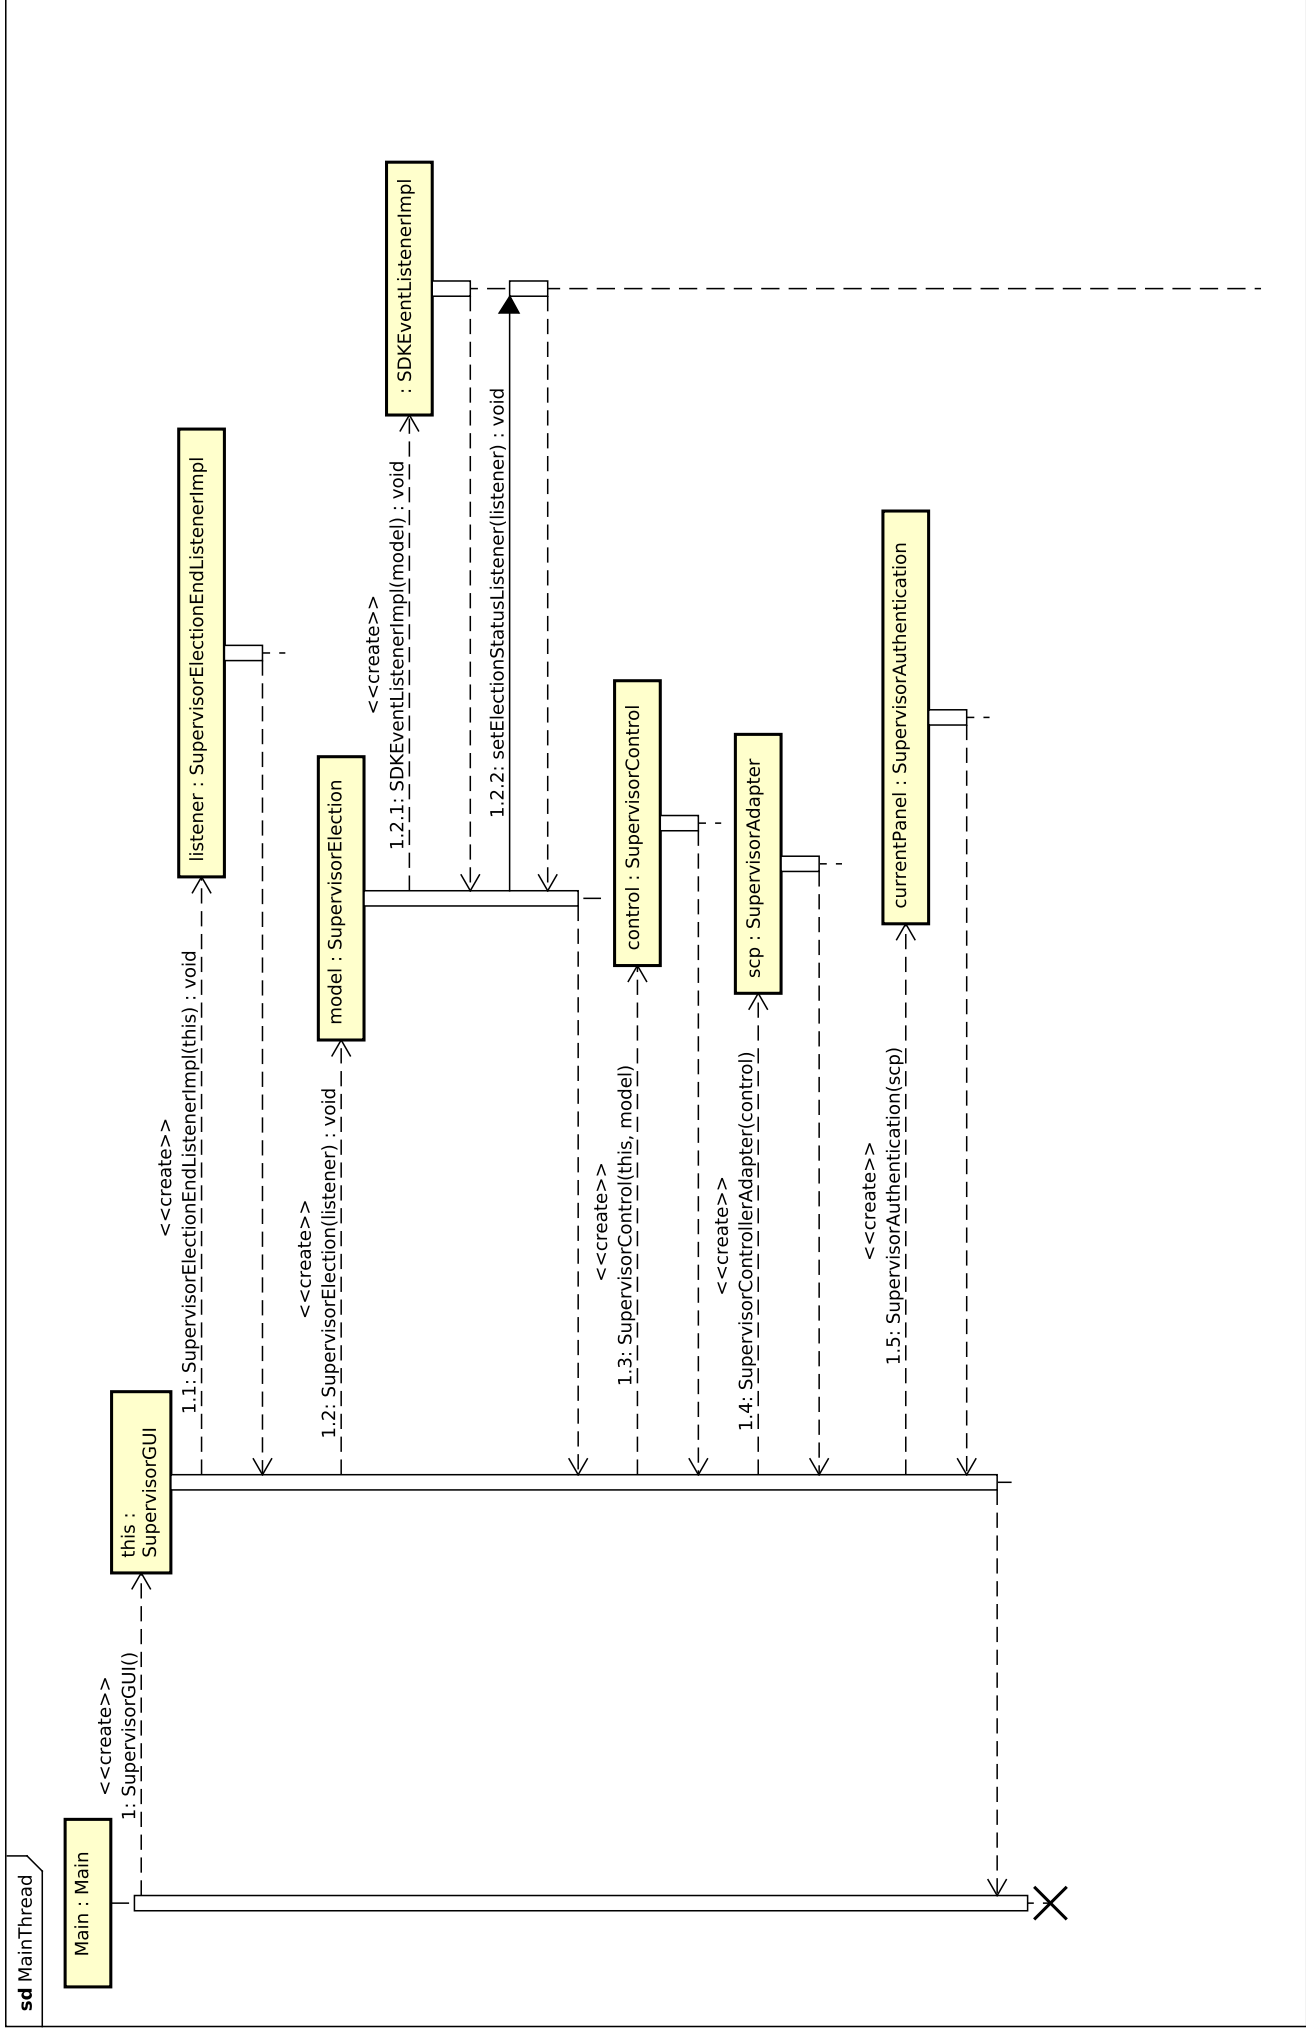 sd MainThread
Main : Main
<<create>>
1: SupervisorGUI()
this :
SupervisorGUI
<<create>>
1.1: SupervisorElectionEndListenerImpl(this) : void
listener : SupervisorElectionEndListenerImpl
<<create>>
1.2: SupervisorElection(listener) : void
model : SupervisorElection
<<create>>
1.2.1: SDKEventListenerImpl(model) : void
: SDKEventListenerImpl
1.2.2: setElectionStatusListener(listener) : void
<<create>>
1.3: SupervisorControl(this, model)
control : SupervisorControl
<<create>>
1.4: SupervisorControllerAdapter(control)
scp : SupervisorAdapter
<<create>>
1.5: SupervisorAuthentication(scp)
currentPanel : SupervisorAuthentication